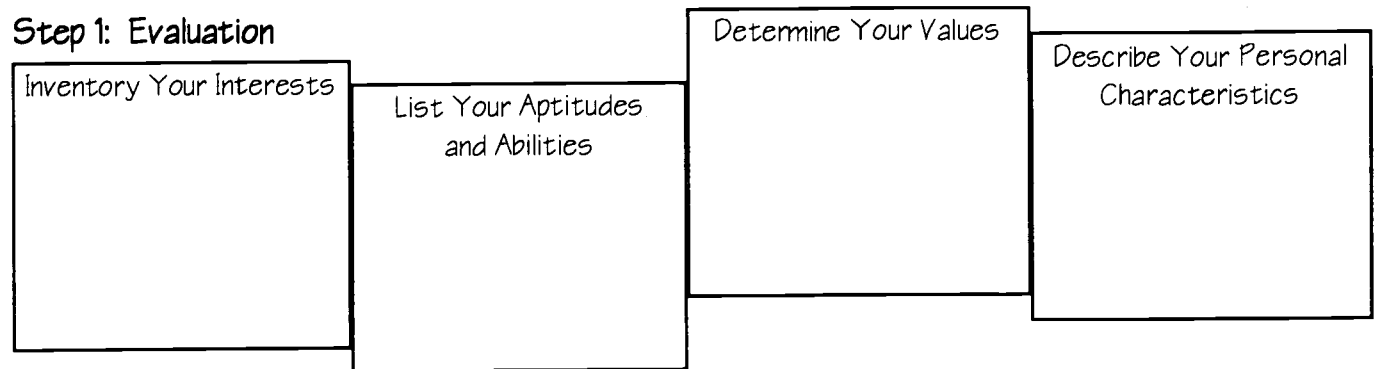 Step 1: Evaluation
Inventory Your Interests
List Your Aptitudes
and Abilities
Determine Your Values
Describe Your Personal
Characteristics